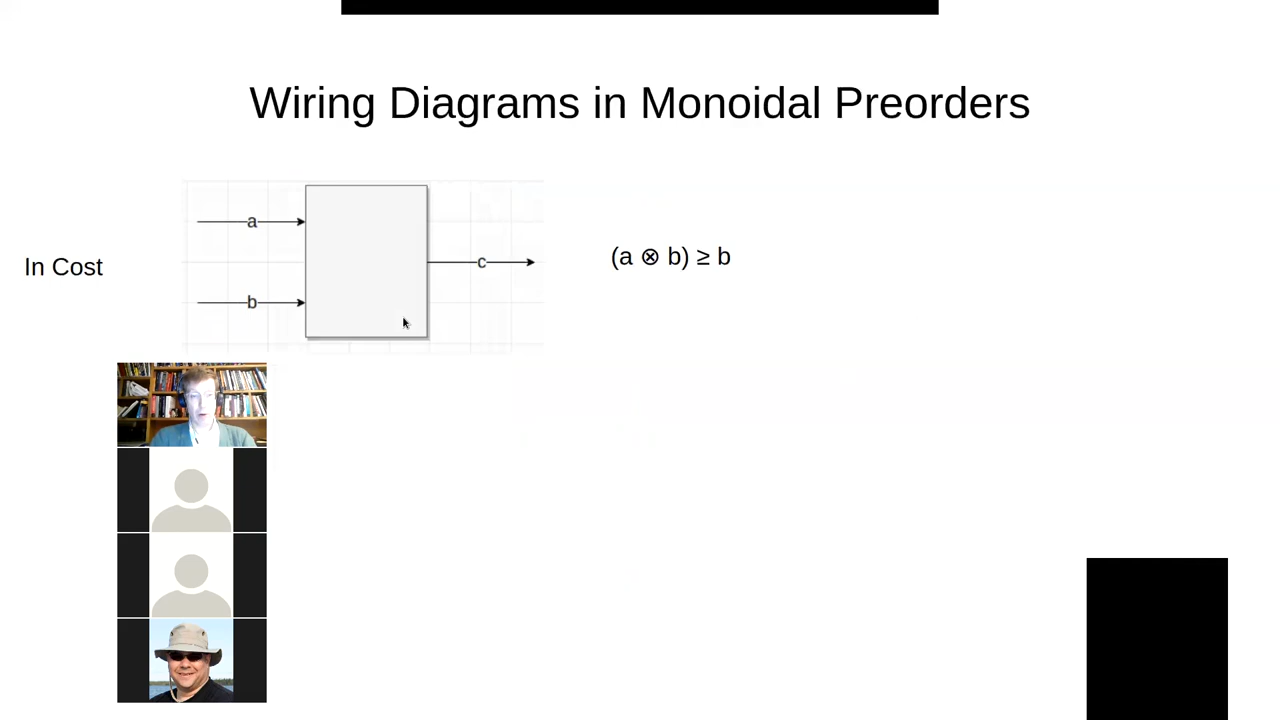 Wiring Diagrams in Monoidal Preorders
a
In Cost
c
(a ⊗ b) ≥ b
b